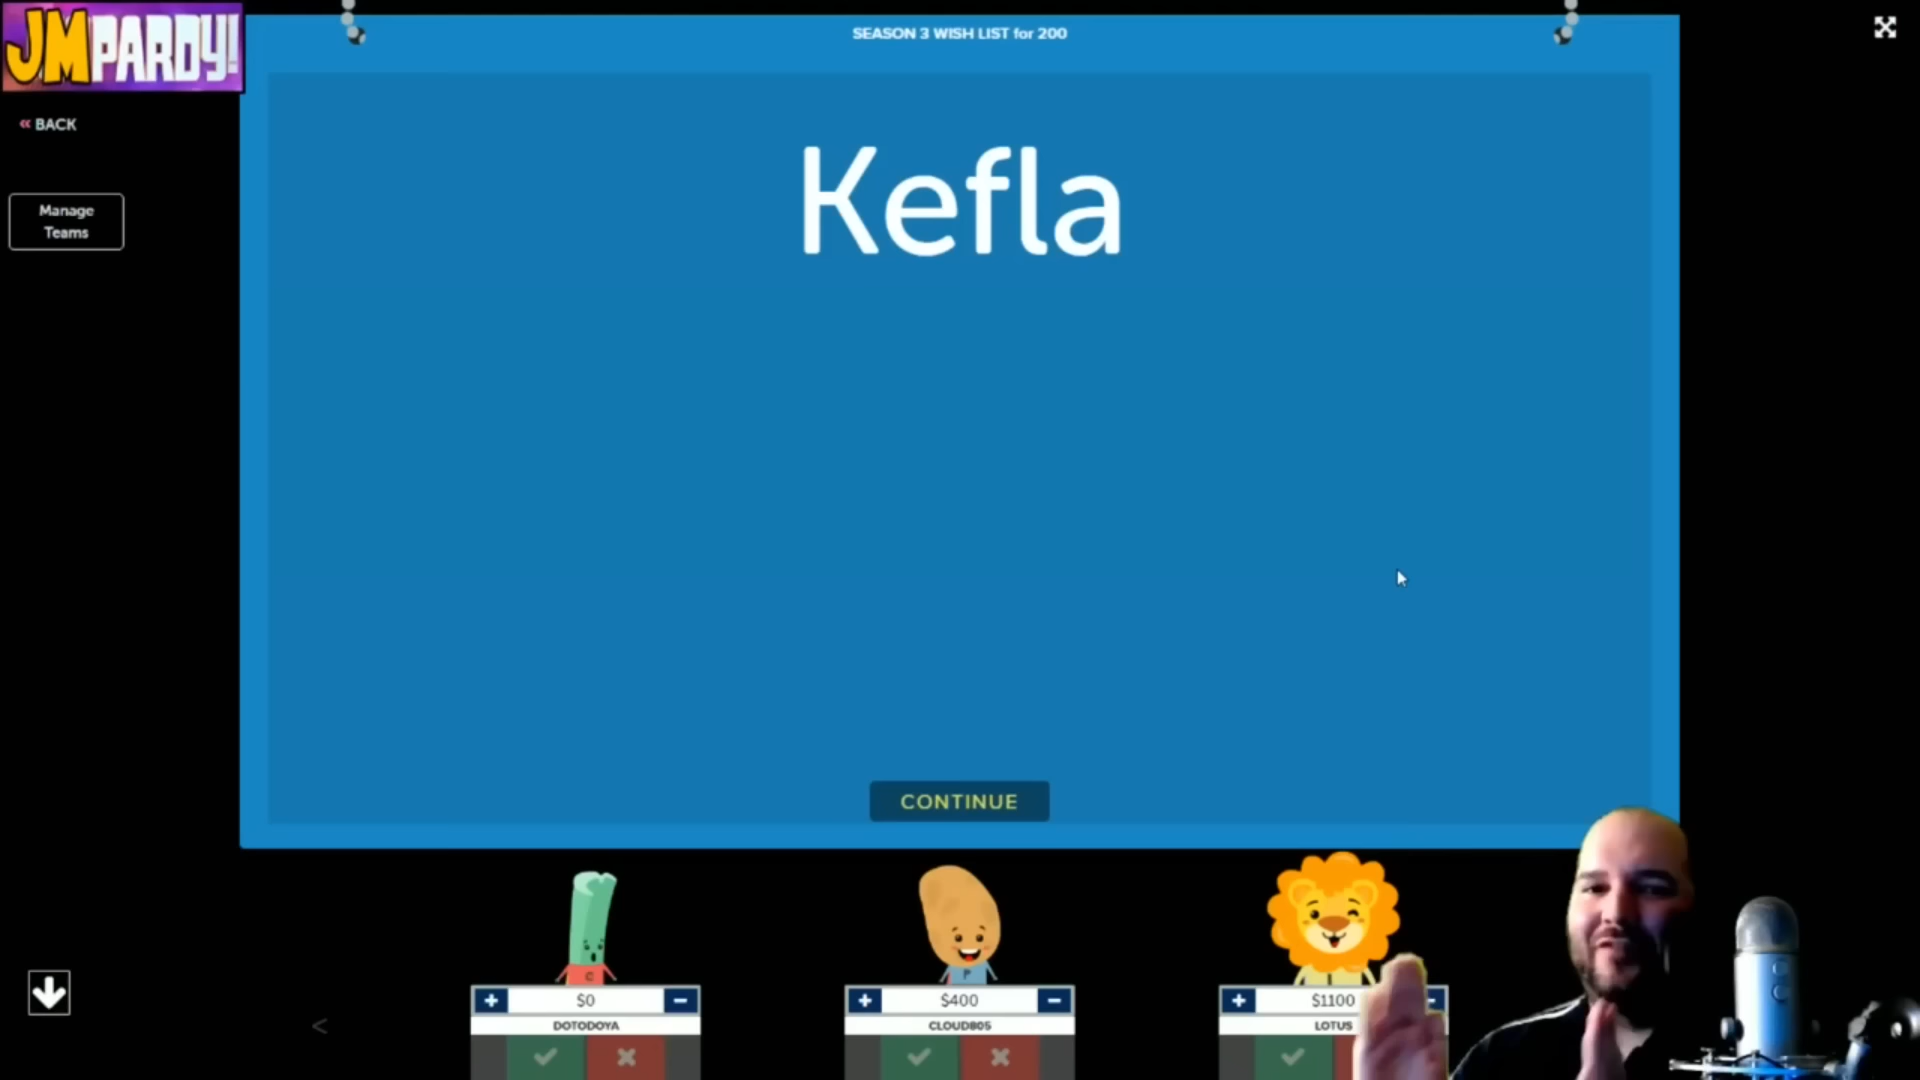 JMPARDY!
SEASON 3 WISH LIST for 200
« BACK
Manage
Teams
Kefla
CONTINUE
C
P
+ $0 −
+ $400 −
+ $1100 −
DOTODOYA
CLOUD805
LOTUS
<